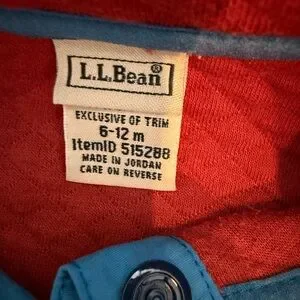 L.L.Bean®
EXCLUSIVE OF TRIM
6-12 m
ItemID 515288
MADE IN JORDAN
CARE ON REVERSE